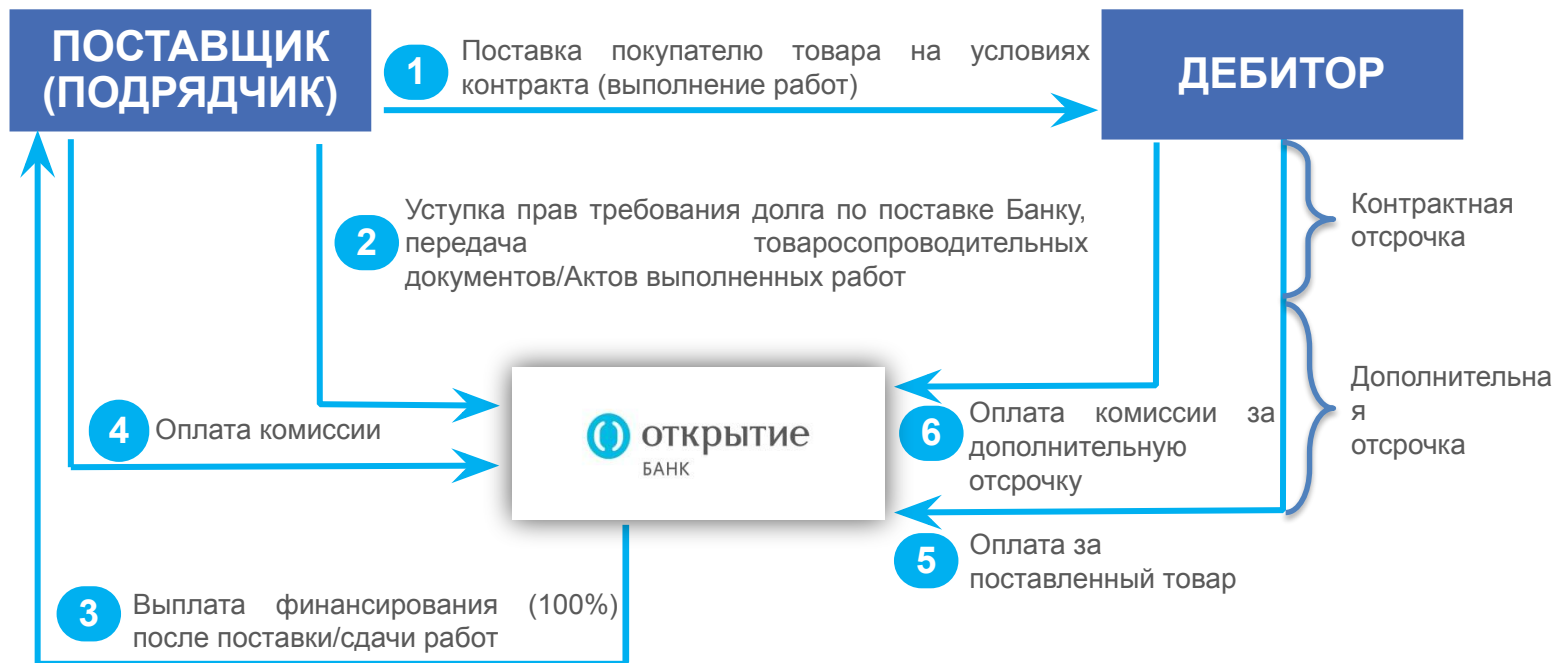 ПОСТАВЩИК
(ПОДРЯДЧИК)
1
Поставка покупателю товара на условиях
контракта (выполнение работ)
ДЕБИТОР
2
Уступка прав требования долга по поставке Банку,
передача товаросопроводительных
документов/Актов выполненных работ
Контрактная
отсрочка
Дополнительна
я
отсрочка
4
Оплата комиссии
открытие
БАНК
6
Оплата комиссии за
дополнительную
отсрочку
5
Оплата за
поставленный товар
3
Выплата финансирования (100%)
после поставки/сдачи работ